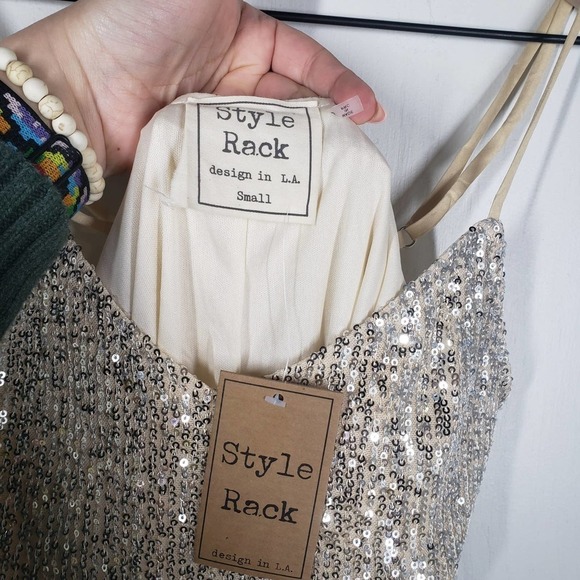 Style
Rack
design in L.A.
Small
Style
Rack
design in L.A.